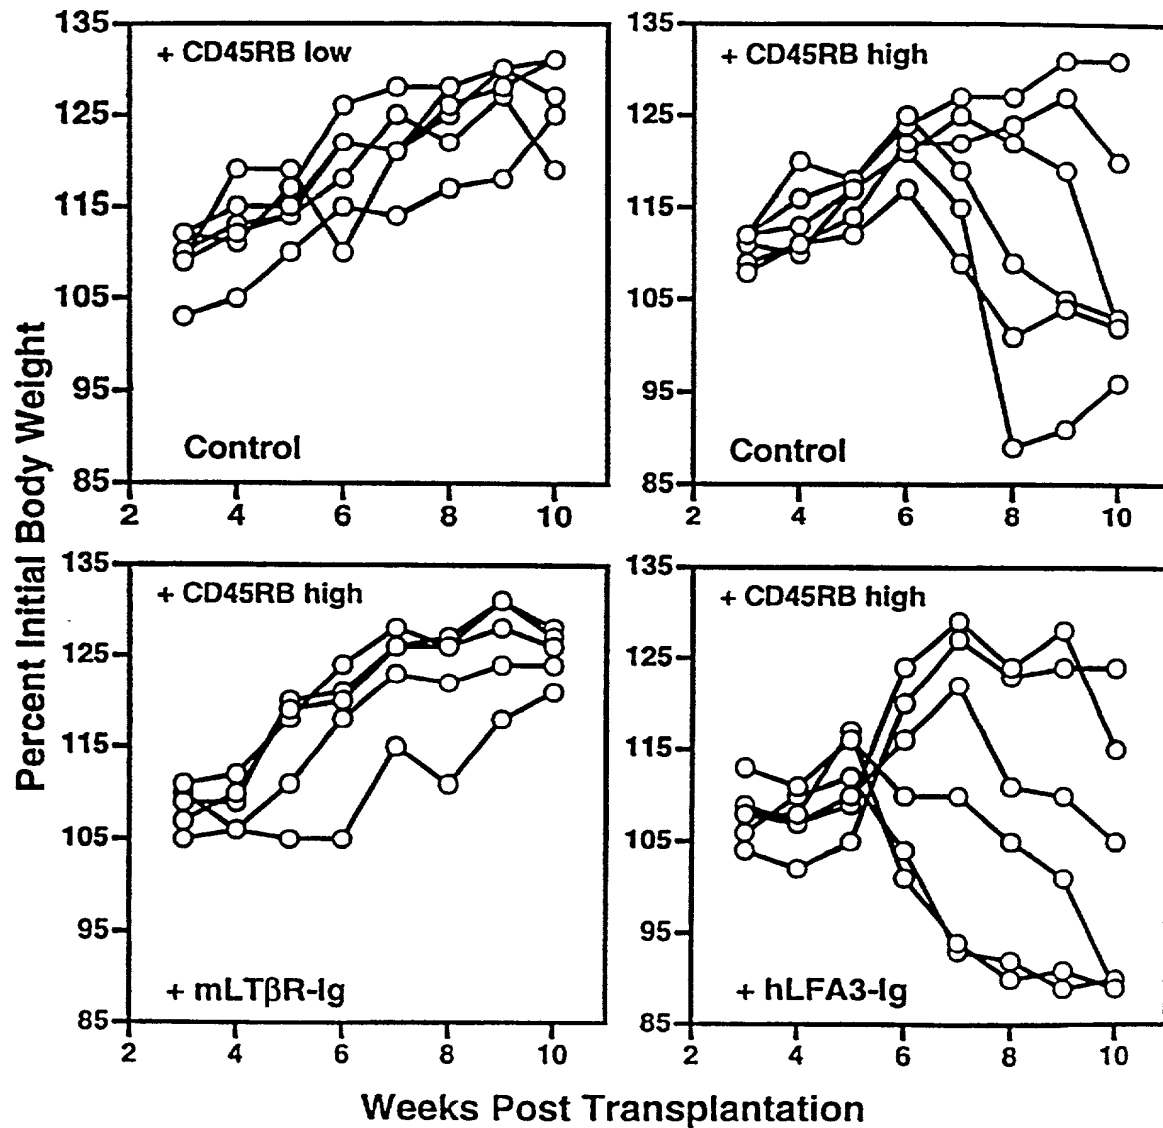 Percent Initial Body Weight
135
125
115
105
95
85
+ CD45RB low
Control
2 4 6 8 10
135
125
115
105
95
85
+ CD45RB high
Control
2 4 6 8 10
135
125
115
105
95
85
+ CD45RB high
+ mLTβR-Ig
2 4 6 8 10
135
125
115
105
95
85
+ CD45RB high
+ hLFA3-Ig
2 4 6 8 10
Weeks Post Transplantation